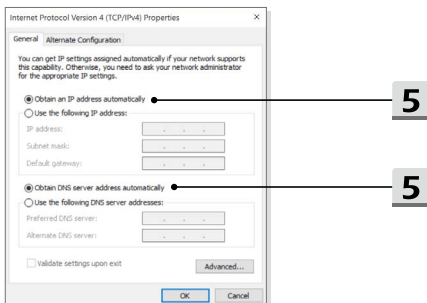 Internet Protocol Version 4 (TCP/IPv4) Properties
General Alternate Configuration
You can get IP settings assigned automatically if your network supports
this capability. Otherwise, you need to ask your network administrator
for the appropriate IP settings.
Obtain an IP address automatically
5
Use the following IP address:
IP address:
Subnet mask:
Default gateway:
Obtain DNS server address automatically
5
Use the following DNS server addresses:
Preferred DNS server:
Alternate DNS server:
Validate settings upon exit
Advanced...
OK Cancel